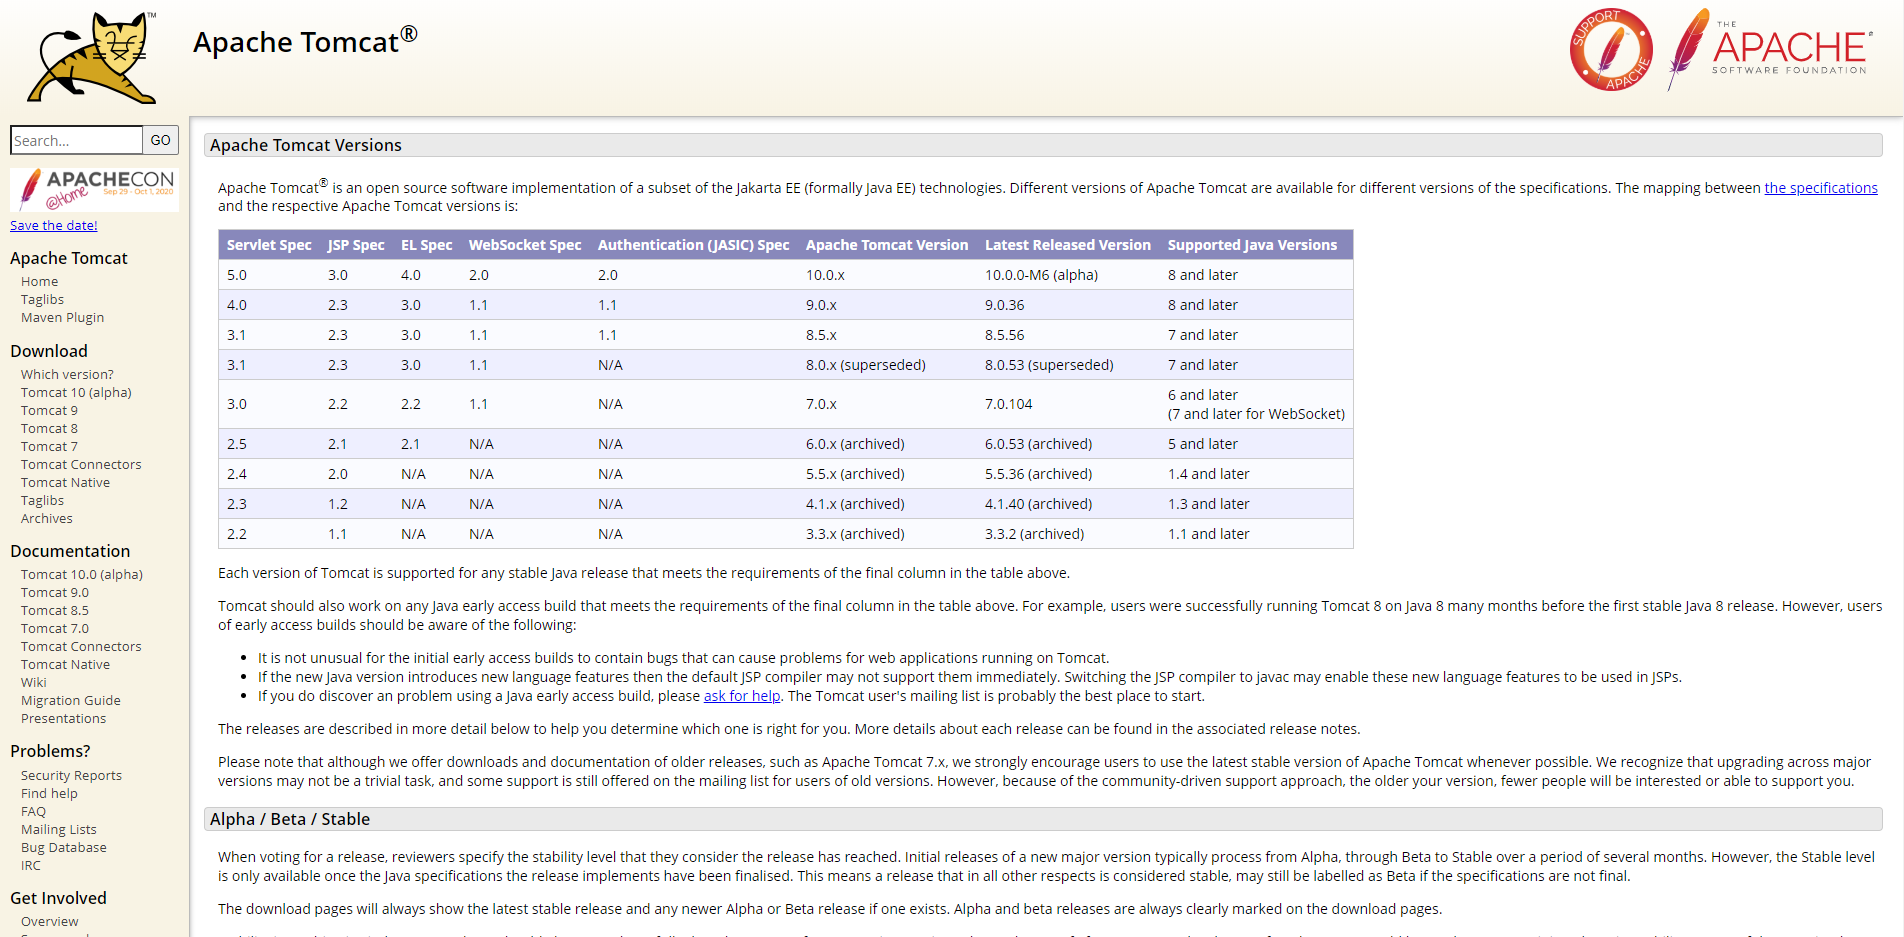 TM
Apache Tomcat®
SUPPORT APACHE
THE
APACHE
SOFTWARE FOUNDATION
Search... GO
APACHECON
@Home Sep 29 - Oct 1, 2020
Save the date!
Apache Tomcat
Home
Taglibs
Maven Plugin
Download
Which version?
Tomcat 10 (alpha)
Tomcat 9
Tomcat 8
Tomcat 7
Tomcat Connectors
Tomcat Native
Taglibs
Archives
Documentation
Tomcat 10.0 (alpha)
Tomcat 9.0
Tomcat 8.5
Tomcat 7.0
Tomcat Connectors
Tomcat Native
Wiki
Migration Guide
Presentations
Problems?
Security Reports
Find help
FAQ
Mailing Lists
Bug Database
IRC
Get Involved
Overview
Apache Tomcat Versions
Apache Tomcat® is an open source software implementation of a subset of the Jakarta EE (formally Java EE) technologies. Different versions of Apache Tomcat are available for different versions of the specifications. The mapping between the specifications
and the respective Apache Tomcat versions is:
Servlet Spec JSP Spec EL Spec WebSocket Spec Authentication (JASIC) Spec Apache Tomcat Version Latest Released Version Supported Java Versions
5.0 3.0 4.0 2.0 2.0 10.0.x 10.0.0-M6 (alpha) 8 and later
4.0 2.3 3.0 1.1 1.1 9.0.x 9.0.36 8 and later
3.1 2.3 3.0 1.1 1.1 8.5.x 8.5.56 7 and later
3.1 2.3 3.0 1.1 N/A 8.0.x (superseded) 8.0.53 (superseded) 7 and later
3.0 2.2 2.2 1.1 N/A 7.0.x 7.0.104 6 and later
(7 and later for WebSocket)
2.5 2.1 2.1 N/A N/A 6.0.x (archived) 6.0.53 (archived) 5 and later
2.4 2.0 N/A N/A N/A 5.5.x (archived) 5.5.36 (archived) 1.4 and later
2.3 1.2 N/A N/A N/A 4.1.x (archived) 4.1.40 (archived) 1.3 and later
2.2 1.1 N/A N/A N/A 3.3.x (archived) 3.3.2 (archived) 1.1 and later
Each version of Tomcat is supported for any stable Java release that meets the requirements of the final column in the table above.
Tomcat should also work on any Java early access build that meets the requirements of the final column in the table above. For example, users were successfully running Tomcat 8 on Java 8 many months before the first stable Java 8 release. However, users
of early access builds should be aware of the following:
• It is not unusual for the initial early access builds to contain bugs that can cause problems for web applications running on Tomcat.
• If the new Java version introduces new language features then the default JSP compiler may not support them immediately. Switching the JSP compiler to javac may enable these new language features to be used in JSPs.
• If you do discover an problem using a Java early access build, please ask for help. The Tomcat user's mailing list is probably the best place to start.
The releases are described in more detail below to help you determine which one is right for you. More details about each release can be found in the associated release notes.
Please note that although we offer downloads and documentation of older releases, such as Apache Tomcat 7.x, we strongly encourage users to use the latest stable version of Apache Tomcat whenever possible. We recognize that upgrading across major
versions may not be a trivial task, and some support is still offered on the mailing list for users of old versions. However, because of the community-driven support approach, the older your version, fewer people will be interested or able to support you.
Alpha / Beta / Stable
When voting for a release, reviewers specify the stability level that they consider the release has reached. Initial releases of a new major version typically process from Alpha, through Beta to Stable over a period of several months. However, the Stable level
is only available once the Java specifications the release implements have been finalised. This means a release that in all other respects is considered stable, may still be labelled as Beta if the specifications are not final.
The download pages will always show the latest stable release and any newer Alpha or Beta release if one exists. Alpha and beta releases are always clearly marked on the download pages.